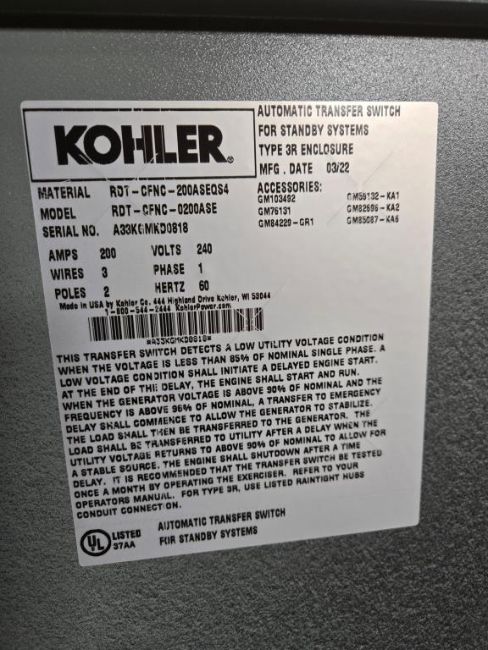 KOHLER®
AUTOMATIC TRANSFER SWITCH
FOR STANDBY SYSTEMS
TYPE 3R ENCLOSURE
MFG. DATE 03/22
MATERIAL RDT-CFNC-200ASEQS4
MODEL RDT-CFNC-0200ASE
SERIAL NO. A33KGMKD0818
ACCESSORIES:
GM103492 GM59132-KA1
GM76131 GM82696-KA2
GM84229-GR1 GM85087-KA6
AMPS 200 VOLTS 240
WIRES 3 PHASE 1
POLES 2 HERTZ 60
Made in USA by Kohler Co. 444 Highland Drive Kohler, WI 53044
1-800-544-2444 KohlerPower.com
*A33KGMKD0818*
THIS TRANSFER SWITCH DETECTS A LOW UTILITY VOLTAGE CONDITION
WHEN THE VOLTAGE IS LESS THAN 85% OF NOMINAL SINGLE PHASE. A
LOW VOLTAGE CONDITION SHALL INITIATE A DELAYED ENGINE START.
AT THE END OF THE DELAY, THE ENGINE SHALL START AND RUN.
WHEN THE GENERATOR VOLTAGE IS ABOVE 90% OF NOMINAL AND
FREQUENCY IS ABOVE 96% OF NOMINAL, A TRANSFER TO EMERGENCY
DELAY SHALL COMMENCE TO ALLOW THE GENERATOR TO STABILIZE.
THE LOAD SHALL THEN BE TRANSFERRED TO THE GENERATOR. THE
LOAD SHALL BE TRANSFERRED TO UTILITY AFTER A DELAY WHEN THE
UTILITY VOLTAGE RETURNS TO ABOVE 90% OF NOMINAL TO ALLOW FOR
A STABLE SOURCE. THE ENGINE SHALL SHUTDOWN AFTER A TIME
DELAY. IT IS RECOMMENDED THAT THE TRANSFER SWITCH BE TESTED
ONCE A MONTH BY OPERATING THE EXERCISER. REFER TO YOUR
OPERATORS MANUAL. FOR TYPE 3R, USE LISTED RAINTIGHT HUBS
CONDUIT CONNECTION.
UL LISTED
37AA
AUTOMATIC TRANSFER SWITCH
FOR STANDBY SYSTEMS